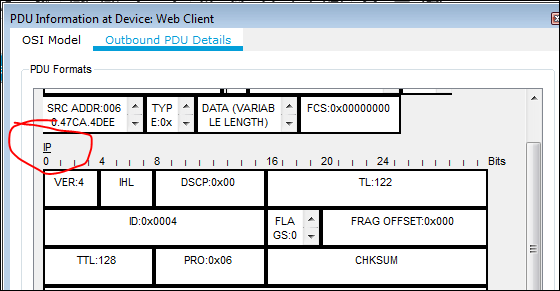 PDU Information at Device: Web Client
OSI Model Outbound PDU Details
PDU Formats
SRC ADDR:006 TYP DATA (VARIAB FCS:0x00000000
0.47CA.4DEE E:0x LE LENGTH)
IP
0 4 8 16 20 24 Bits
VER:4 IHL DSCP:0x00 TL:122
ID:0x0004 FLA FRAG OFFSET:0x000
GS:0
TTL:128 PRO:0x06 CHKSUM